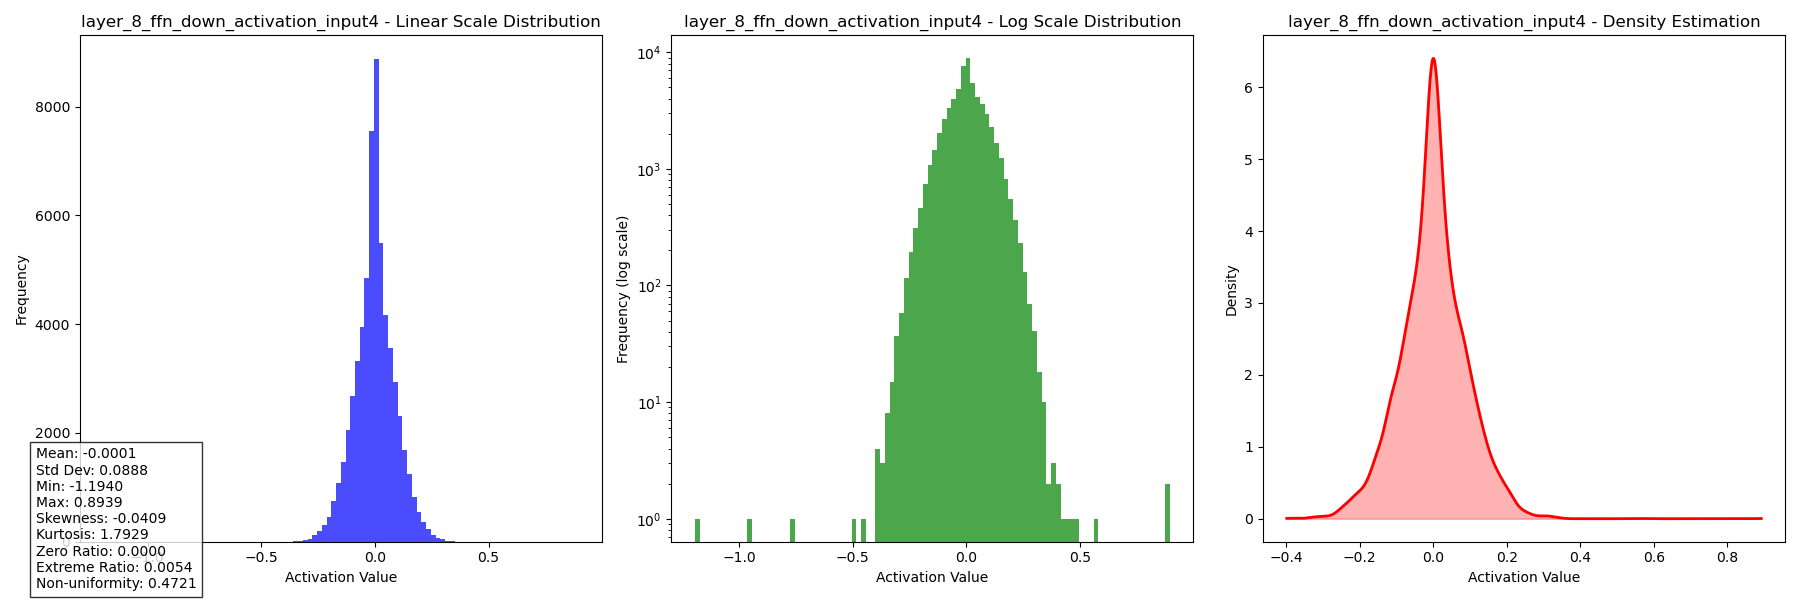 layer_8_ffn_down_activation_input4 - Linear Scale Distribution
8000
6000
4000
2000
Frequency
−0.5
0.0
0.5
Activation Value
Mean: -0.0001
Std Dev: 0.0888
Min: -1.1940
Max: 0.8939
Skewness: -0.0409
Kurtosis: 1.7929
Zero Ratio: 0.0000
Extreme Ratio: 0.0054
Non-uniformity: 0.4721
layer_8_ffn_down_activation_input4 - Log Scale Distribution
10⁴
10³
10²
10¹
10⁰
Frequency (log scale)
−1.0
−0.5
0.0
0.5
Activation Value
layer_8_ffn_down_activation_input4 - Density Estimation
6
5
4
3
2
1
0
Density
−0.4
−0.2
0.0
0.2
0.4
0.6
0.8
Activation Value